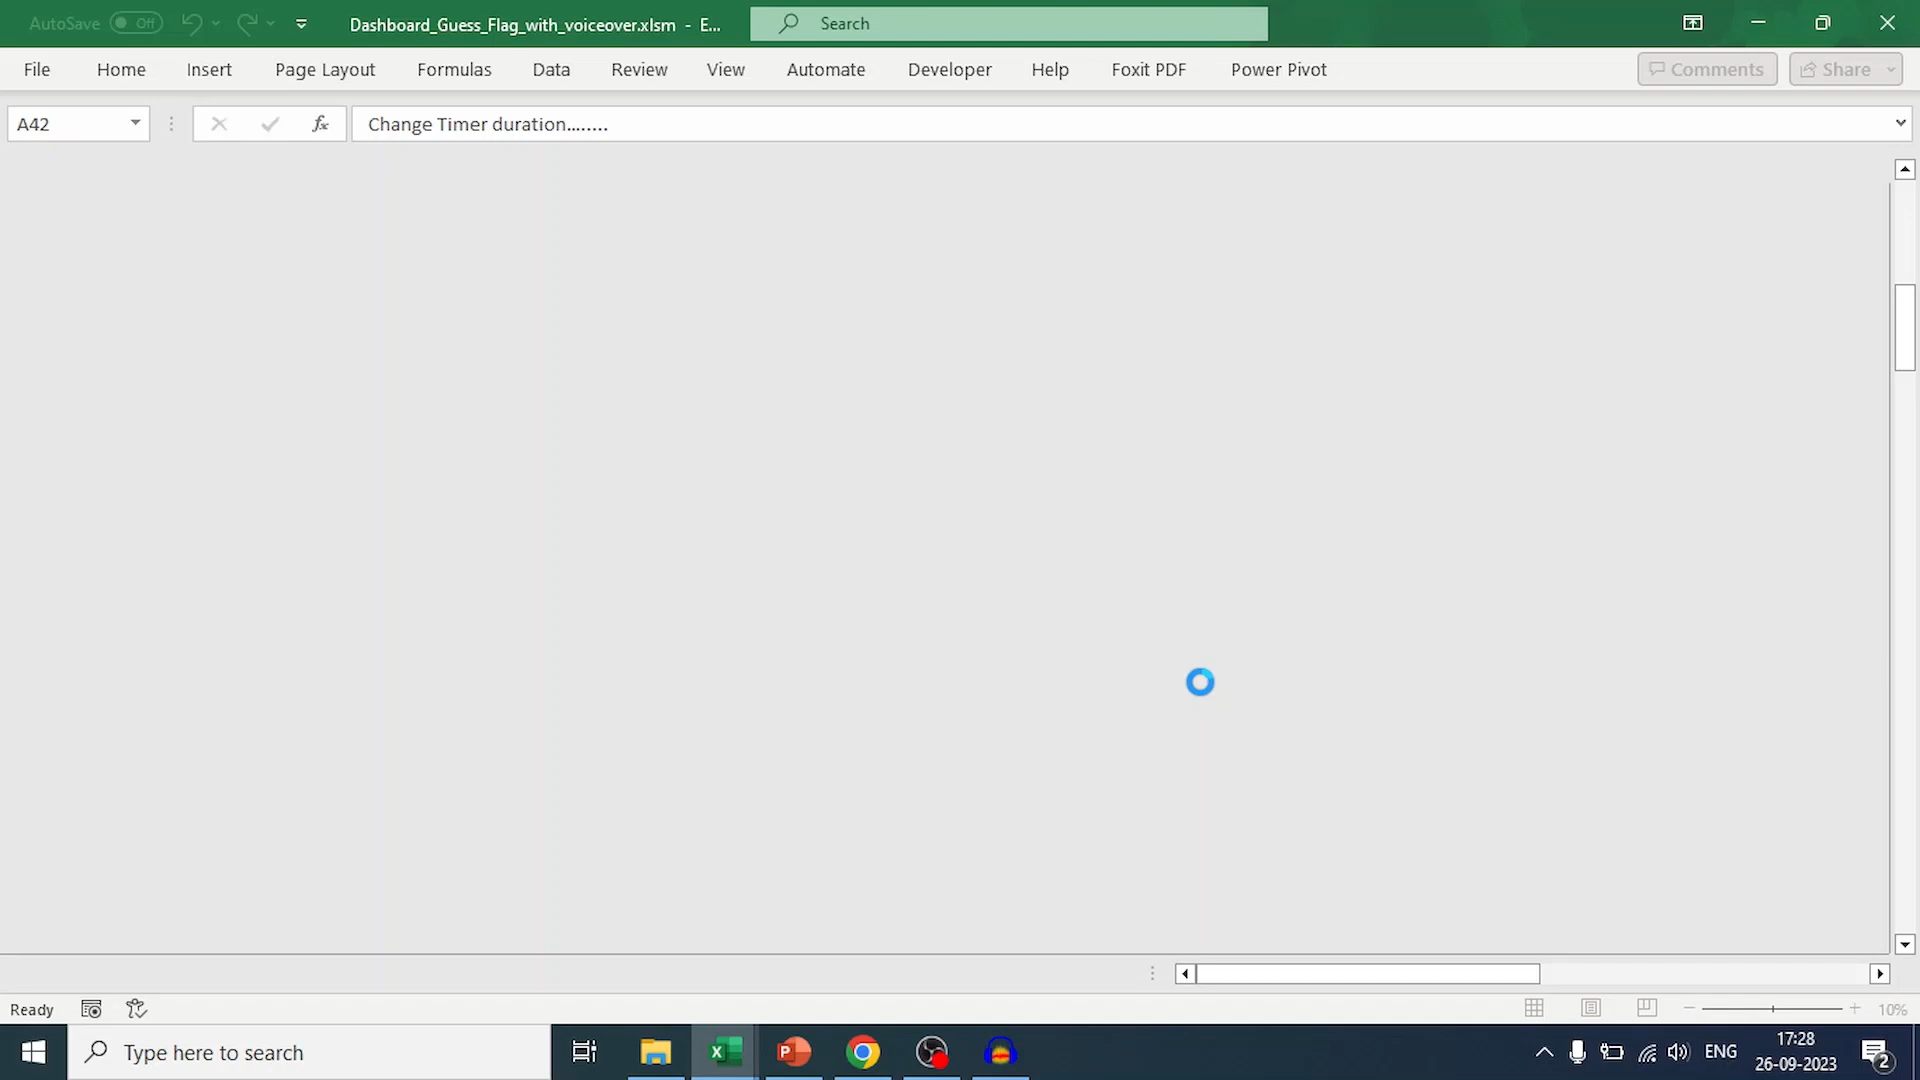 AutoSave Off Dashboard_Guess_Flag_with_voiceover.xlsm - E... Search
File Home Insert Page Layout Formulas Data Review View Automate Developer Help Foxit PDF Power Pivot Comments Share
A42 fx Change Timer duration........
Ready 10%
Type here to search ENG 17:28
26-09-2023 2